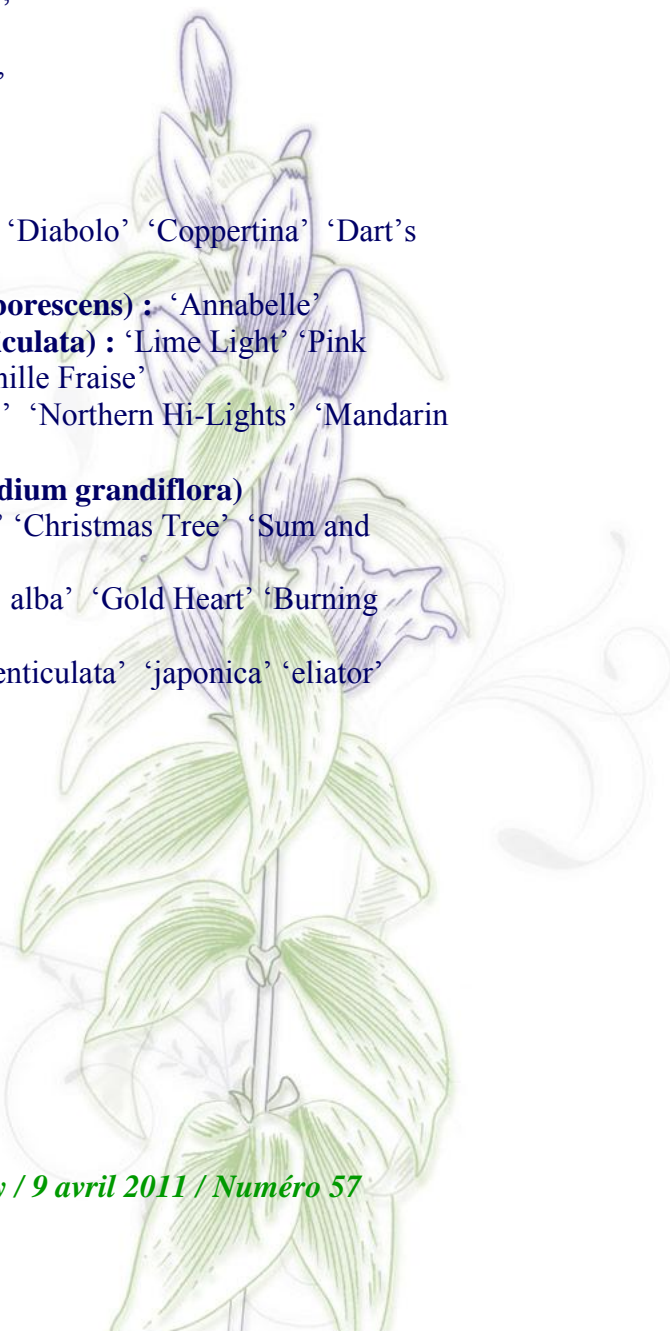 ’
’
‘Diabolo’ ‘Coppertina’ ‘Dart's
orescens) : ‘Annabelle’
iculata) : ‘Lime Light’ ‘Pink
nille Fraise’
’ ‘Northern Hi-Lights’ ‘Mandarin
dium grandiflora)
’ ‘Christmas Tree’ ‘Sum and
alba’ ‘Gold Heart’ ‘Burning
enticulata’ ‘japonica’ ‘eliator’
/ 9 avril 2011 / Numéro 57